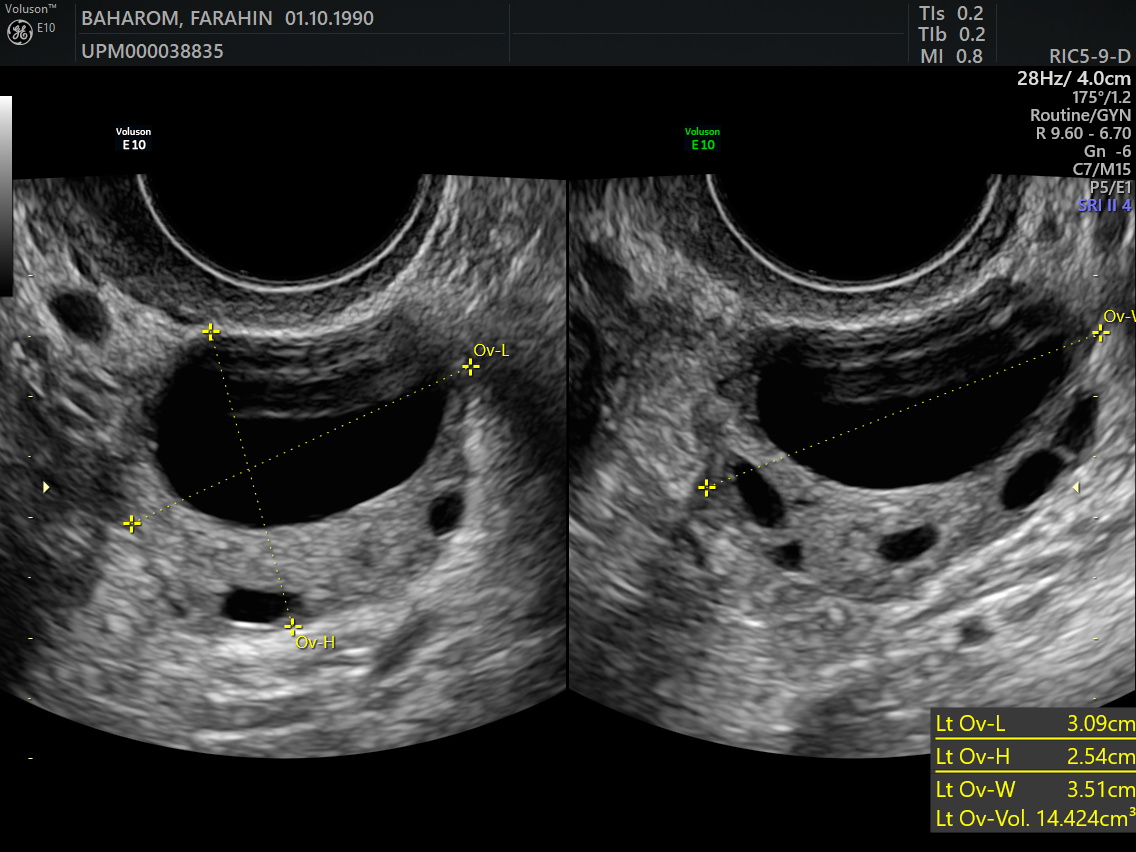 Voluson™
E10
BAHAROM, FARAHIN 01.10.1990
UPM000038835
TIs 0.2
TIb 0.2
MI 0.8
RIC5-9-D
28Hz/ 4.0cm
175°/1.2
Routine/GYN
R 9.60 - 6.70
Gn -6
C7/M15
P5/E1
SRI II 4
Voluson
E10
Voluson
E10
Ov-L
Ov-H
Ov-W
Lt Ov-L 3.09cm
Lt Ov-H 2.54cm
Lt Ov-W 3.51cm
Lt Ov-Vol. 14.424cm³